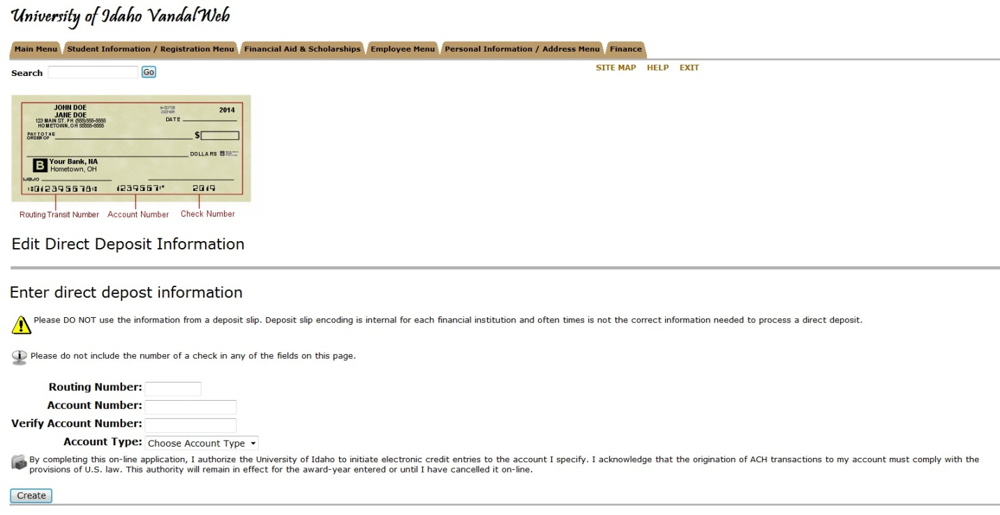 University of Idaho VandalWeb
Main Menu Student Information / Registration Menu Financial Aid & Scholarships Employee Menu Personal Information / Address Menu Finance
Search Go SITE MAP HELP EXIT
JOHN DOE
JANE DOE 2014
123 MAIN ST. PH (555)555-5555 DATE
HOMETOWN, OH 55555-5555
PAY TO THE
ORDER OF $
DOLLARS
B Your Bank, NA
Hometown, OH
MEMO
Routing Transit Number Account Number Check Number
Edit Direct Deposit Information
Enter direct depost information
Please DO NOT use the information from a deposit slip. Deposit slip encoding is internal for each financial institution and often times is not the correct information needed to process a direct deposit.
Please do not include the number of a check in any of the fields on this page.
Routing Number:
Account Number:
Verify Account Number:
Account Type: Choose Account Type
By completing this on-line application, I authorize the University of Idaho to initiate electronic credit entries to the account I specify. I acknowledge that the origination of ACH transactions to my account must comply with the
provisions of U.S. law. This authority will remain in effect for the award-year entered or until I have cancelled it on-line.
Create